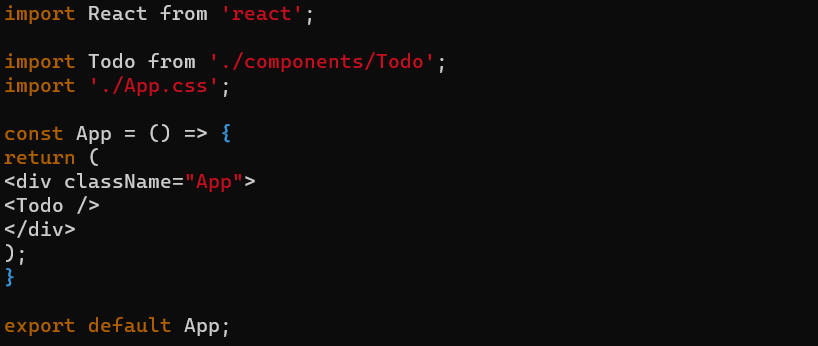 import React from 'react';
import Todo from './components/Todo';
import './App.css';
const App = () => {
return (
<div className="App">
<Todo />
</div>
);
}
export default App;